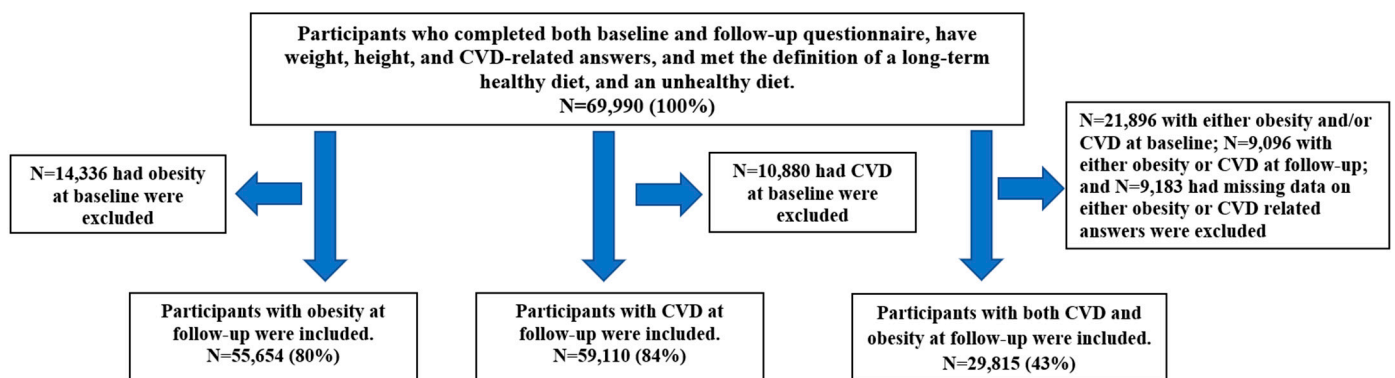 Participants who completed both baseline and follow-up questionnaire, have
weight, height, and CVD-related answers, and met the definition of a long-term
healthy diet, and an unhealthy diet.
N=69,990 (100%)
N=14,336 had obesity
at baseline were
excluded
N=10,880 had CVD
at baseline were
excluded
N=21,896 with either obesity and/or
CVD at baseline; N=9,096 with
either obesity or CVD at follow-up;
and N=9,183 had missing data on
either obesity or CVD related
answers were excluded
Participants with obesity at
follow-up were included.
N=55,654 (80%)
Participants with CVD at
follow-up were included.
N=59,110 (84%)
Participants with both CVD and
obesity at follow-up were included.
N=29,815 (43%)